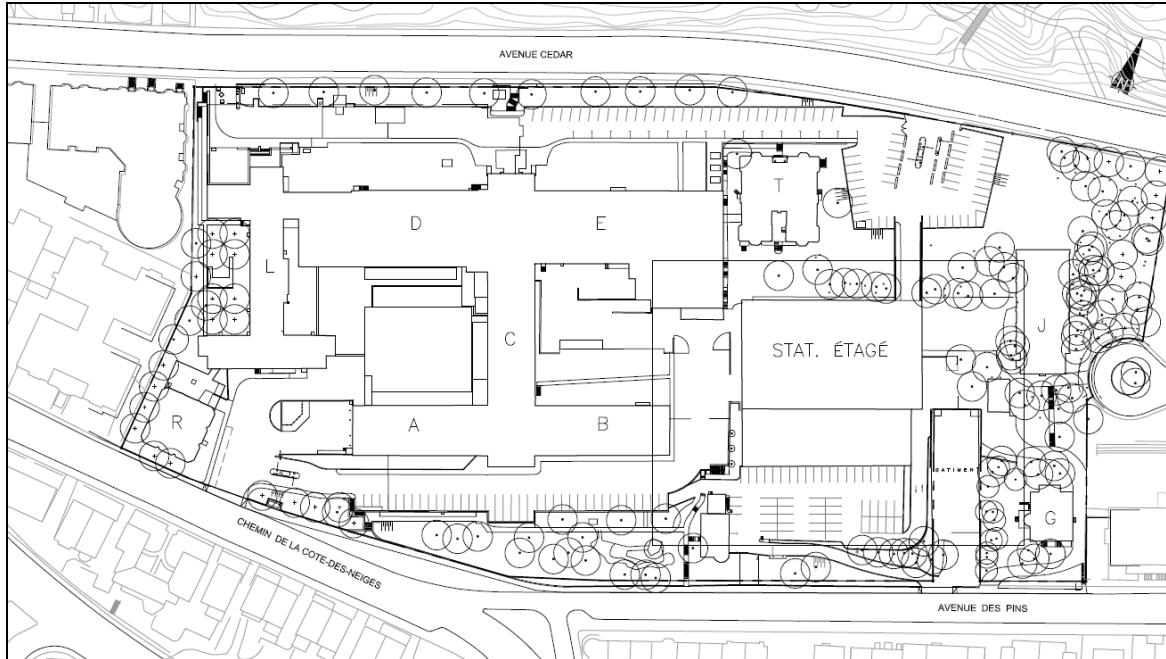 AVENUE CEDAR
N
T
D
E
L
J
C
STAT. ÉTAGÉ
R
A
B
BATIMENT
G
CHEMIN DE LA COTE-DES-NEIGES
AVENUE DES PINS